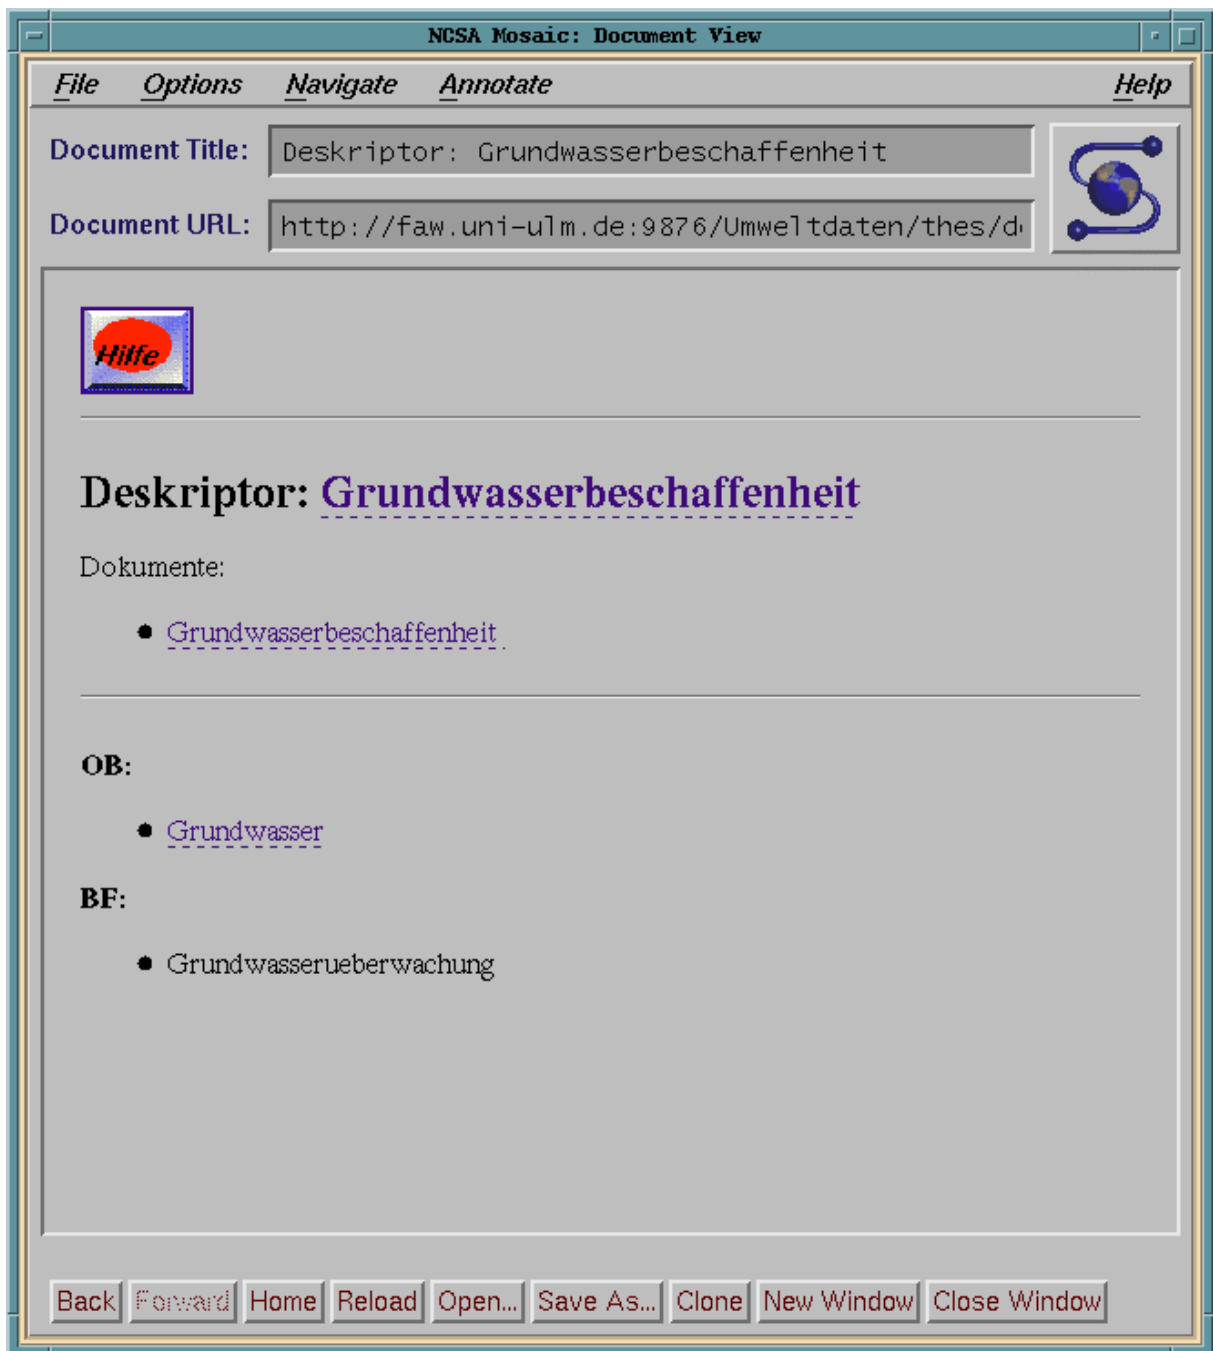 NCSA Mosaic: Document View
File Options Navigate Annotate Help
Document Title: Deskriptor: Grundwasserbeschaffenheit
Document URL: http://faw.uni-ulm.de:9876/Umweltdaten/thes/d
Hilfe
Deskriptor: Grundwasserbeschaffenheit
Dokumente:
● Grundwasserbeschaffenheit
OB:
● Grundwasser
BF:
● Grundwasserueberwachung
Back Forward Home Reload Open... Save As... Clone New Window Close Window